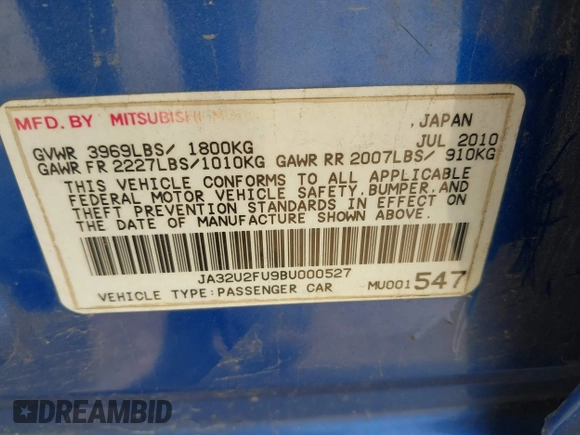 MFD. BY MITSUBISHI , JAPAN
GVWR 3969LBS/ 1800KG JUL 2010
GAWR FR 2227LBS/1010KG GAWR RR 2007LBS/ 910KG
THIS VEHICLE CONFORMS TO ALL APPLICABLE
FEDERAL MOTOR VEHICLE SAFETY, BUMPER, AND
THEFT PREVENTION STANDARDS IN EFFECT ON
THE DATE OF MANUFACTURE SHOWN ABOVE.
JA32U2FU9BU000527
VEHICLE TYPE:PASSENGER CAR MU001547
DREAMBID